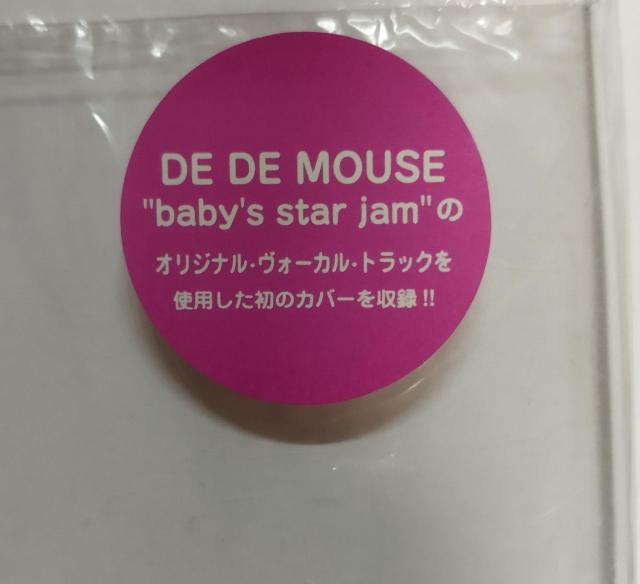 DE DE MOUSE
"baby's star jam"の
オリジナル・ヴォーカル・トラックを
使用した初のカバーを収録!!